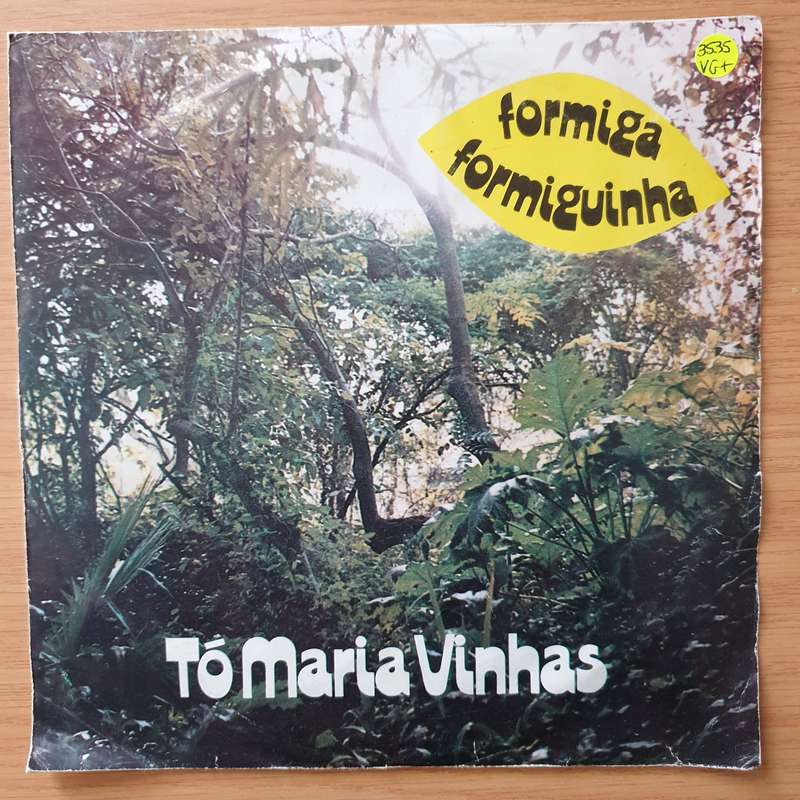 3535
VG+
formiga
formiguinha
Tó Maria Vinhas